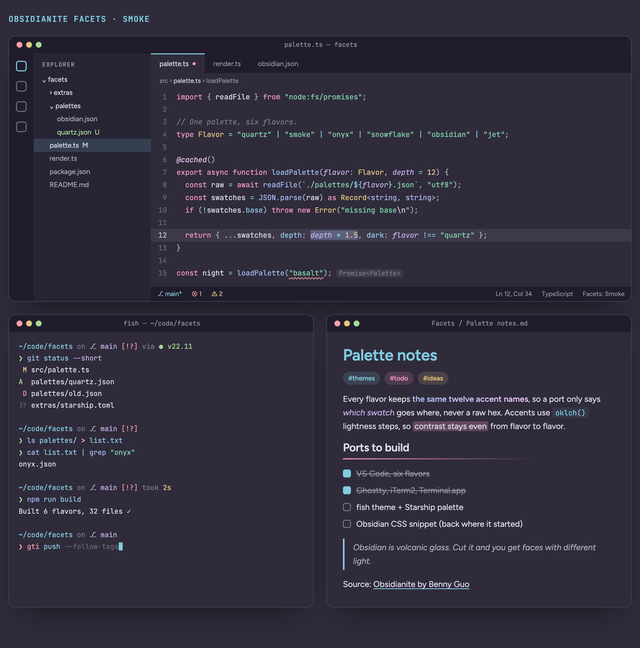 OBSIDIANITE FACETS · SMOKE
palette.ts — facets
EXPLORER
facets
extras
palettes
obsidian.json
quartz.json U
palette.ts M
render.ts
package.json
README.md
palette.ts render.ts obsidian.json
src › palette.ts › loadPalette
1 import { readFile } from "node:fs/promises";
2
3 // One palette, six flavors.
4 type Flavor = "quartz" | "smoke" | "onyx" | "snowflake" | "obsidian" | "jet";
5
6 @cached()
7 export async function loadPalette(flavor: Flavor, depth = 12) {
8 const raw = await readFile(`./palettes/${flavor}.json`, "utf8");
9 const swatches = JSON.parse(raw) as Record<string, string>;
10 if (!swatches.base) throw new Error("missing base\n");
11
12 return { ...swatches, depth: depth * 1.5, dark: flavor !== "quartz" };
13 }
14
15 const night = loadPalette("basalt"); Promise<Palette>
main* 1 2 Ln 12, Col 34 TypeScript Facets: Smoke
fish — ~/code/facets
~/code/facets on main [!?] via ● v22.11
❯ git status --short
M src/palette.ts
A palettes/quartz.json
D palettes/old.json
?? extras/starship.toml
~/code/facets on main [!?]
❯ ls palettes/ > list.txt
❯ cat list.txt | grep "onyx"
onyx.json
~/code/facets on main [!?] took 2s
❯ npm run build
Built 6 flavors, 32 files ✓
~/code/facets on main
❯ gti push --follow-tags
Facets / Palette notes.md
Palette notes
#themes #todo #ideas
Every flavor keeps the same twelve accent names, so a port only says
which swatch goes where, never a raw hex. Accents use oklch()
lightness steps, so contrast stays even from flavor to flavor.
Ports to build
VS Code, six flavors
Ghostty, iTerm2, Terminal.app
fish theme + Starship palette
Obsidian CSS snippet (back where it started)
Obsidian is volcanic glass. Cut it and you get faces with different
light.
Source: Obsidianite by Benny Guo